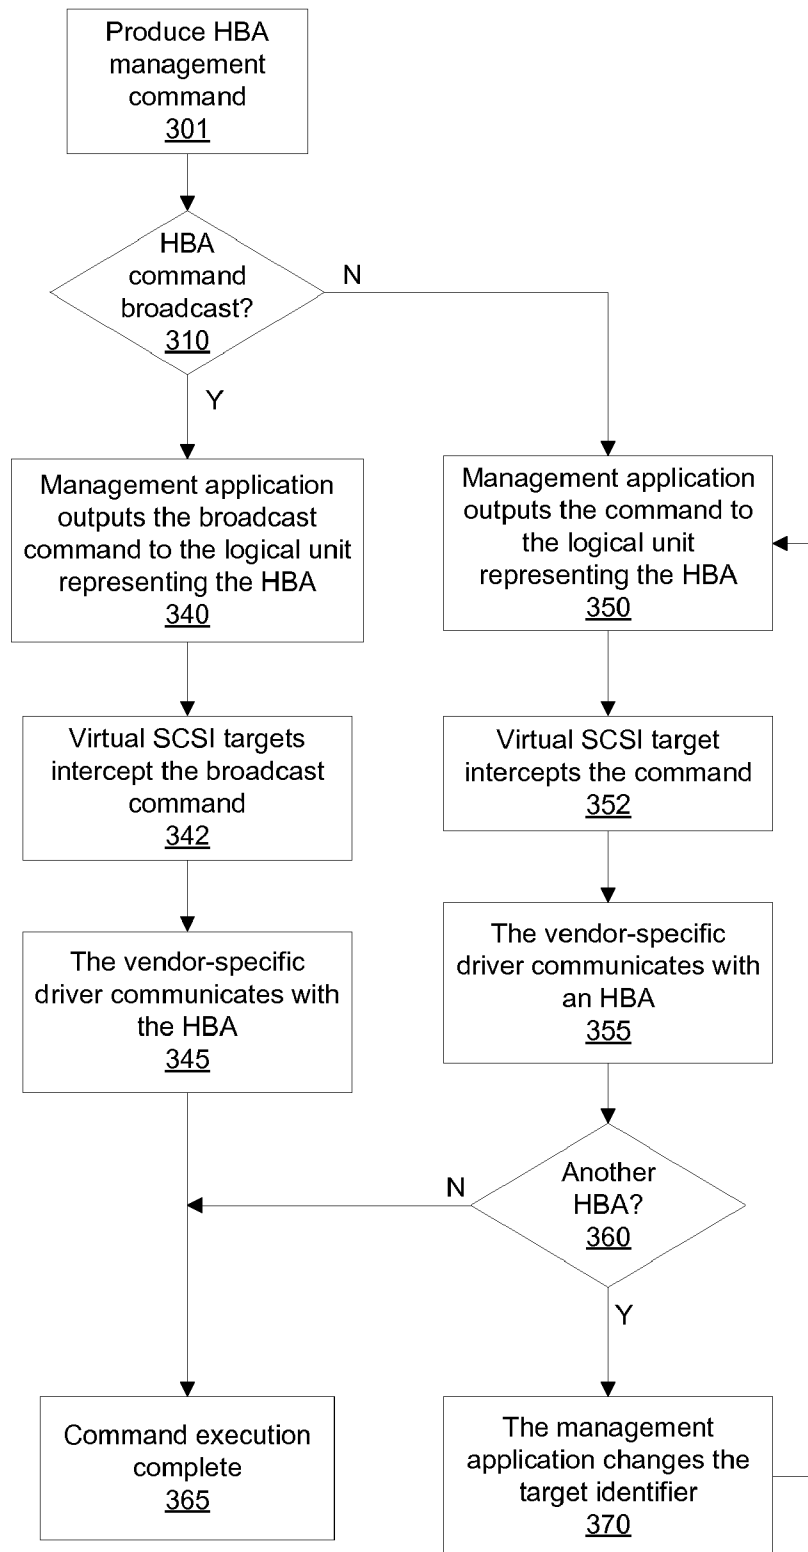 Produce HBA
management
command
301
HBA
command
broadcast?
310
N
Y
Management application
outputs the broadcast
command to the logical unit
representing the HBA
340
Management application
outputs the command to
the logical unit
representing the HBA
350
Virtual SCSI targets
intercept the broadcast
command
342
Virtual SCSI target
intercepts the command
352
The vendor-specific
driver communicates with
the HBA
345
The vendor-specific
driver communicates with
an HBA
355
Another
HBA?
360
N
Y
Command execution
complete
365
The management
application changes the
target identifier
370